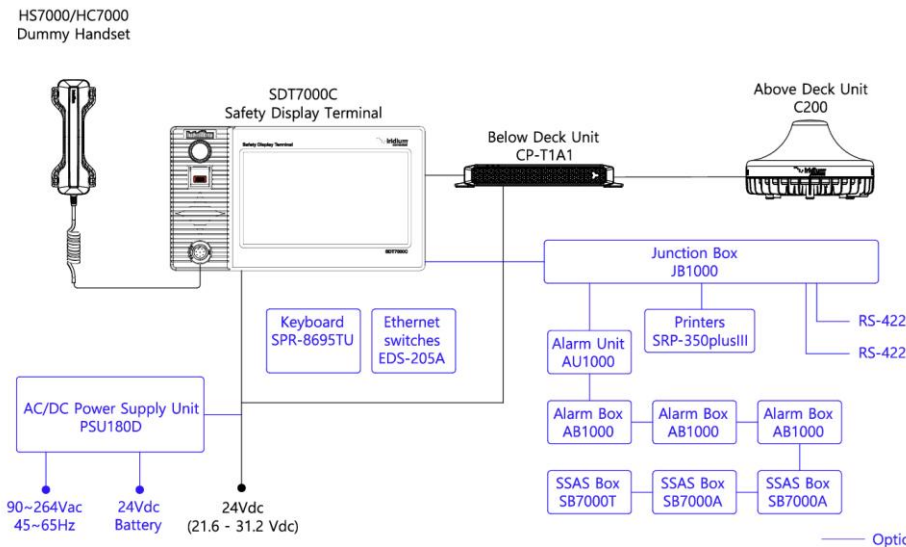 HS7000/HC7000
Dummy Handset
SDT7000C
Safety Display Terminal
Above Deck Unit
C200
Below Deck Unit
CP-T1A1
Safety Display Terminal
iridium
SDT7000C
Junction Box
JB1000
Keyboard
SPR-8695TU
Ethernet
switches
EDS-205A
Alarm Unit
AU1000
Printers
SRP-350plusIII
RS-422
RS-422
AC/DC Power Supply Unit
PSU180D
Alarm Box
AB1000
Alarm Box
AB1000
Alarm Box
AB1000
SSAS Box
SB7000T
SSAS Box
SB7000A
SSAS Box
SB7000A
90~264Vac
45~65Hz
24Vdc
Battery
24Vdc
(21.6 - 31.2 Vdc)
Optio